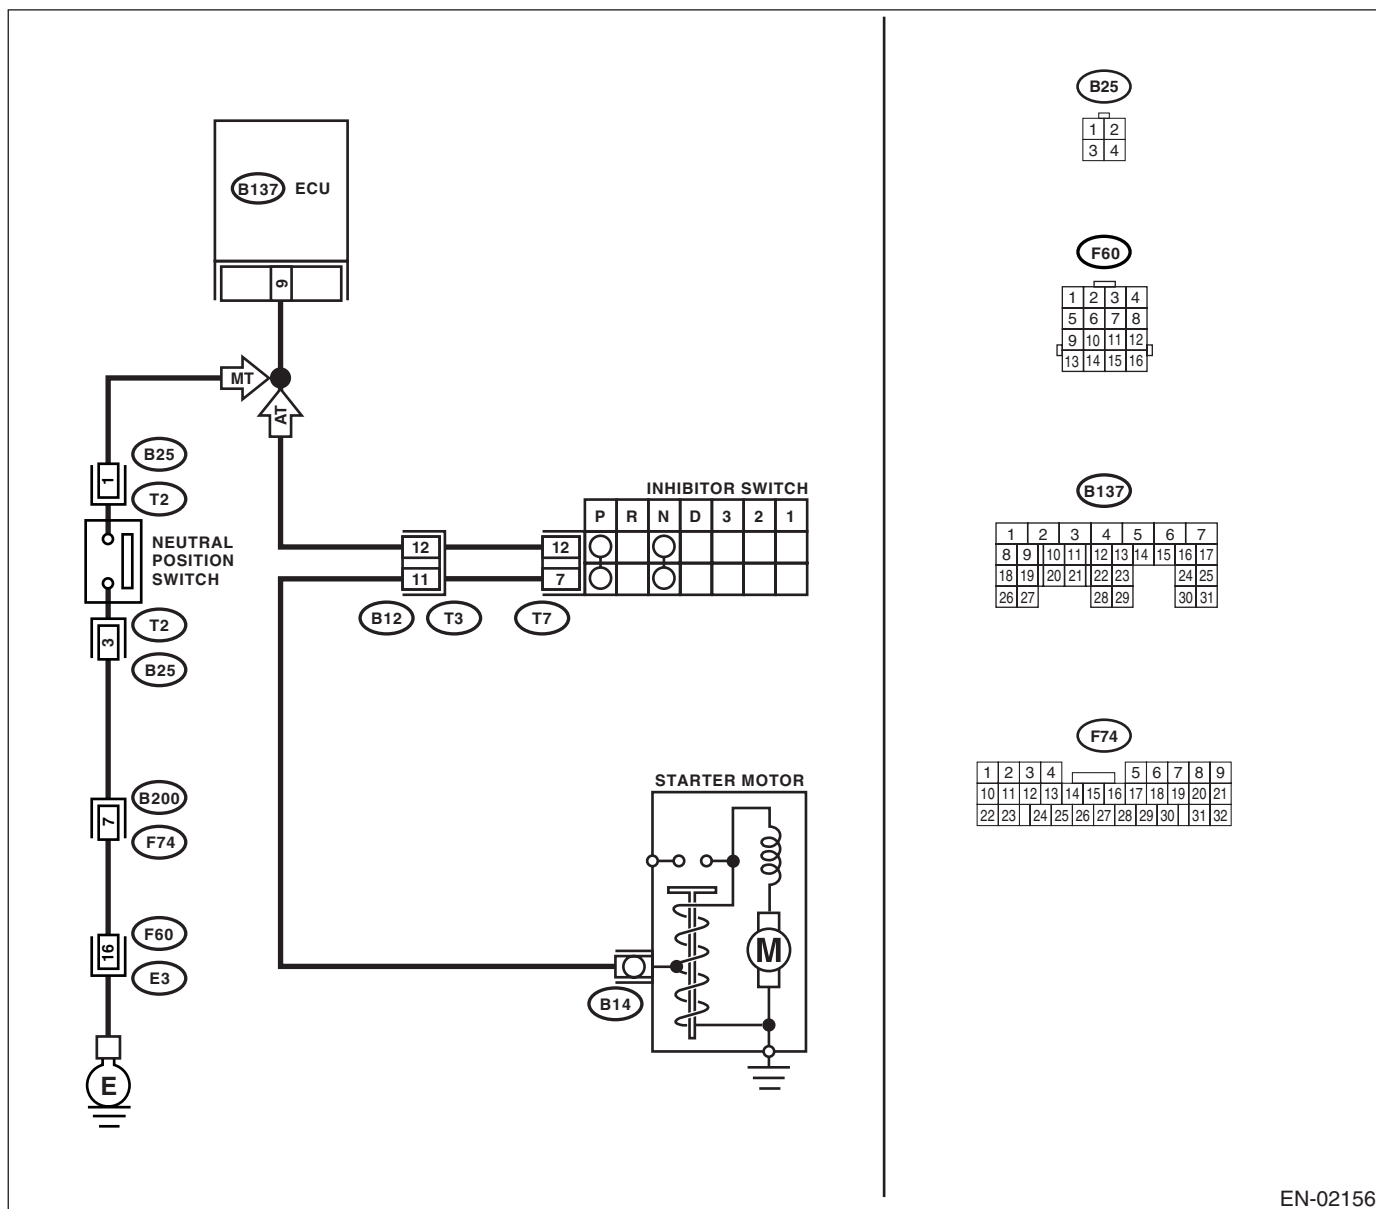 B137 ECU
9
MT
AT
B25
1
T2
NEUTRAL
POSITION
SWITCH
T2
3
B25
B200
7
F74
F60
16
E3
E
INHIBITOR SWITCH
P R N D 3 2 1
12 12
11 7
B12 T3 T7
STARTER MOTOR
M
B14
B25
1 2
3 4
F60
1 2 3 4
5 6 7 8
9 10 11 12
13 14 15 16
B137
1 2 3 4 5 6 7
8 9 10 11 12 13 14 15 16 17
18 19 20 21 22 23 24 25
26 27 28 29 30 31
F74
1 2 3 4 5 6 7 8 9
10 11 12 13 14 15 16 17 18 19 20 21
22 23 24 25 26 27 28 29 30 31 32
EN-02156